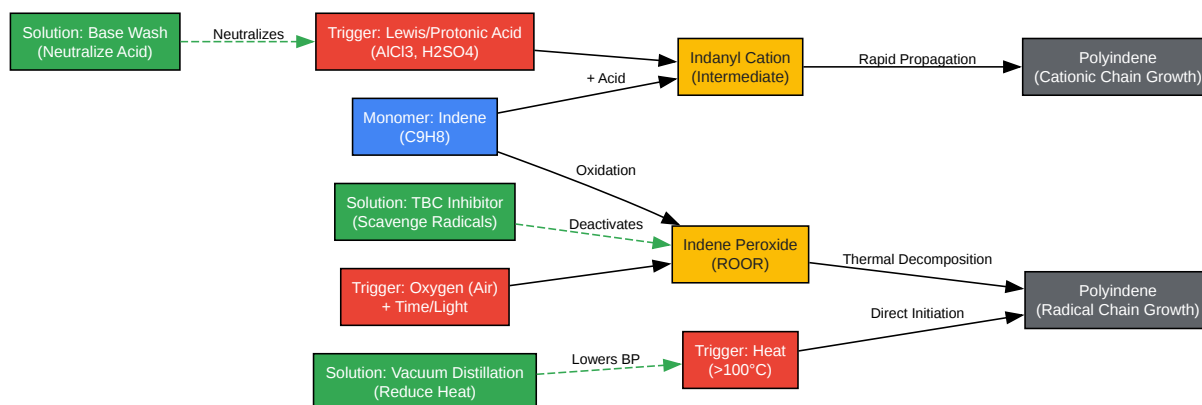 Solution: Base Wash
(Neutralize Acid)
Neutralizes
Trigger: Lewis/Protonic Acid
(AlCl3, H2SO4)
Indanyl Cation
(Intermediate)
Rapid Propagation
Polyindene
(Cationic Chain Growth)
+ Acid
Monomer: Indene
(C9H8)
Oxidation
Solution: TBC Inhibitor
(Scavenge Radicals)
Deactivates
Indene Peroxide
(ROOR)
Thermal Decomposition
Trigger: Oxygen (Air)
+ Time/Light
Polyindene
(Radical Chain Growth)
Direct Initiation
Trigger: Heat
(>100°C)
Lowers BP
Solution: Vacuum Distillation
(Reduce Heat)